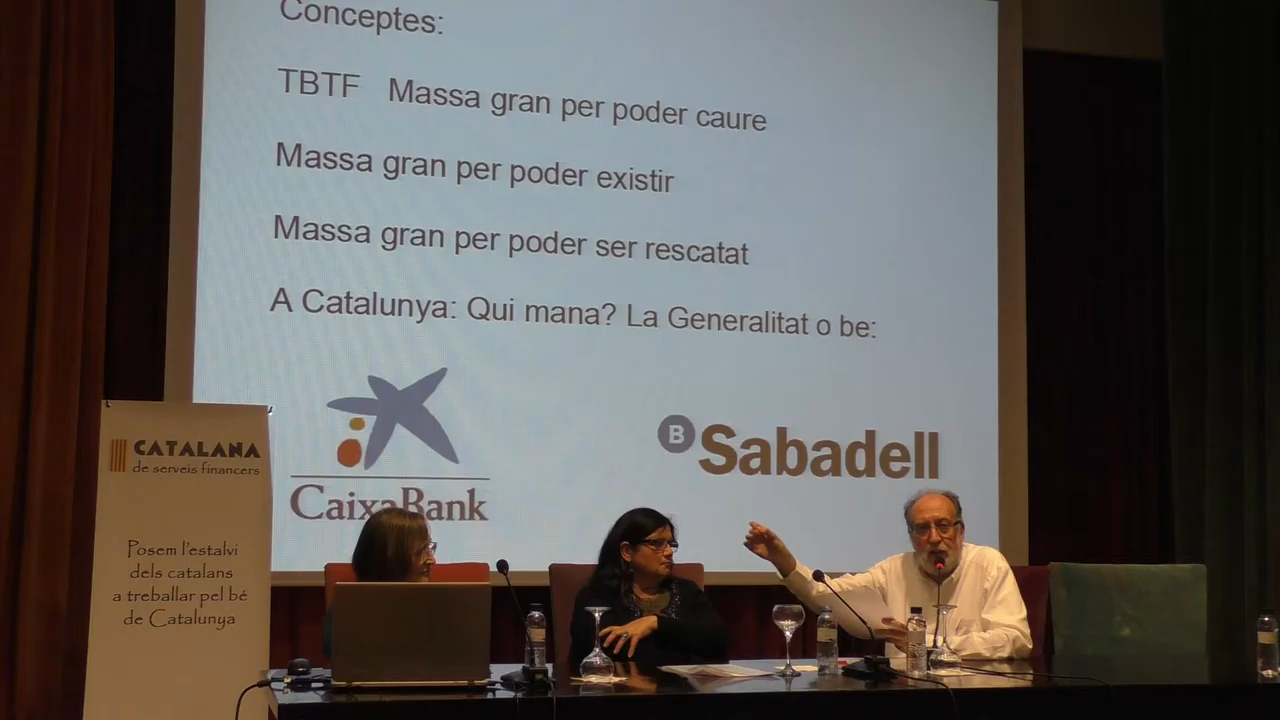 Conceptes:
TBTF Massa gran per poder caure
Massa gran per poder existir
Massa gran per poder ser rescatat
A Catalunya: Qui mana? La Generalitat o be:
CaixaBank
B Sabadell
CATALANA
de serveis financers
Posem l'estalvi
dels catalans
a treballar pel bé
de Catalunya